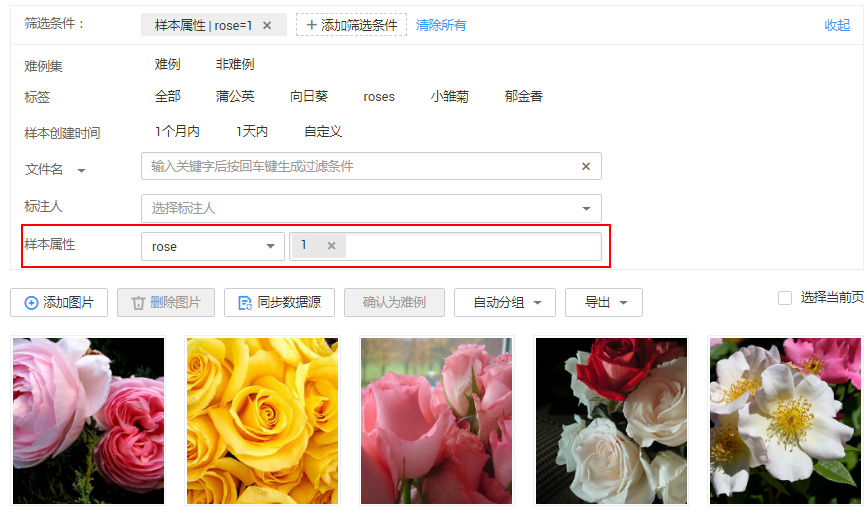 筛选条件： 样本属性 | rose=1 × + 添加筛选条件 清除所有 收起
难例集 难例 非难例
标签 全部 蒲公英 向日葵 roses 小雏菊 郁金香
样本创建时间 1个月内 1天内 自定义
文件名 输入关键字后按回车键生成过滤条件 ×
标注人 选择标注人
样本属性 rose 1 ×
添加图片 删除图片 同步数据源 确认为难例 自动分组 导出 选择当前页